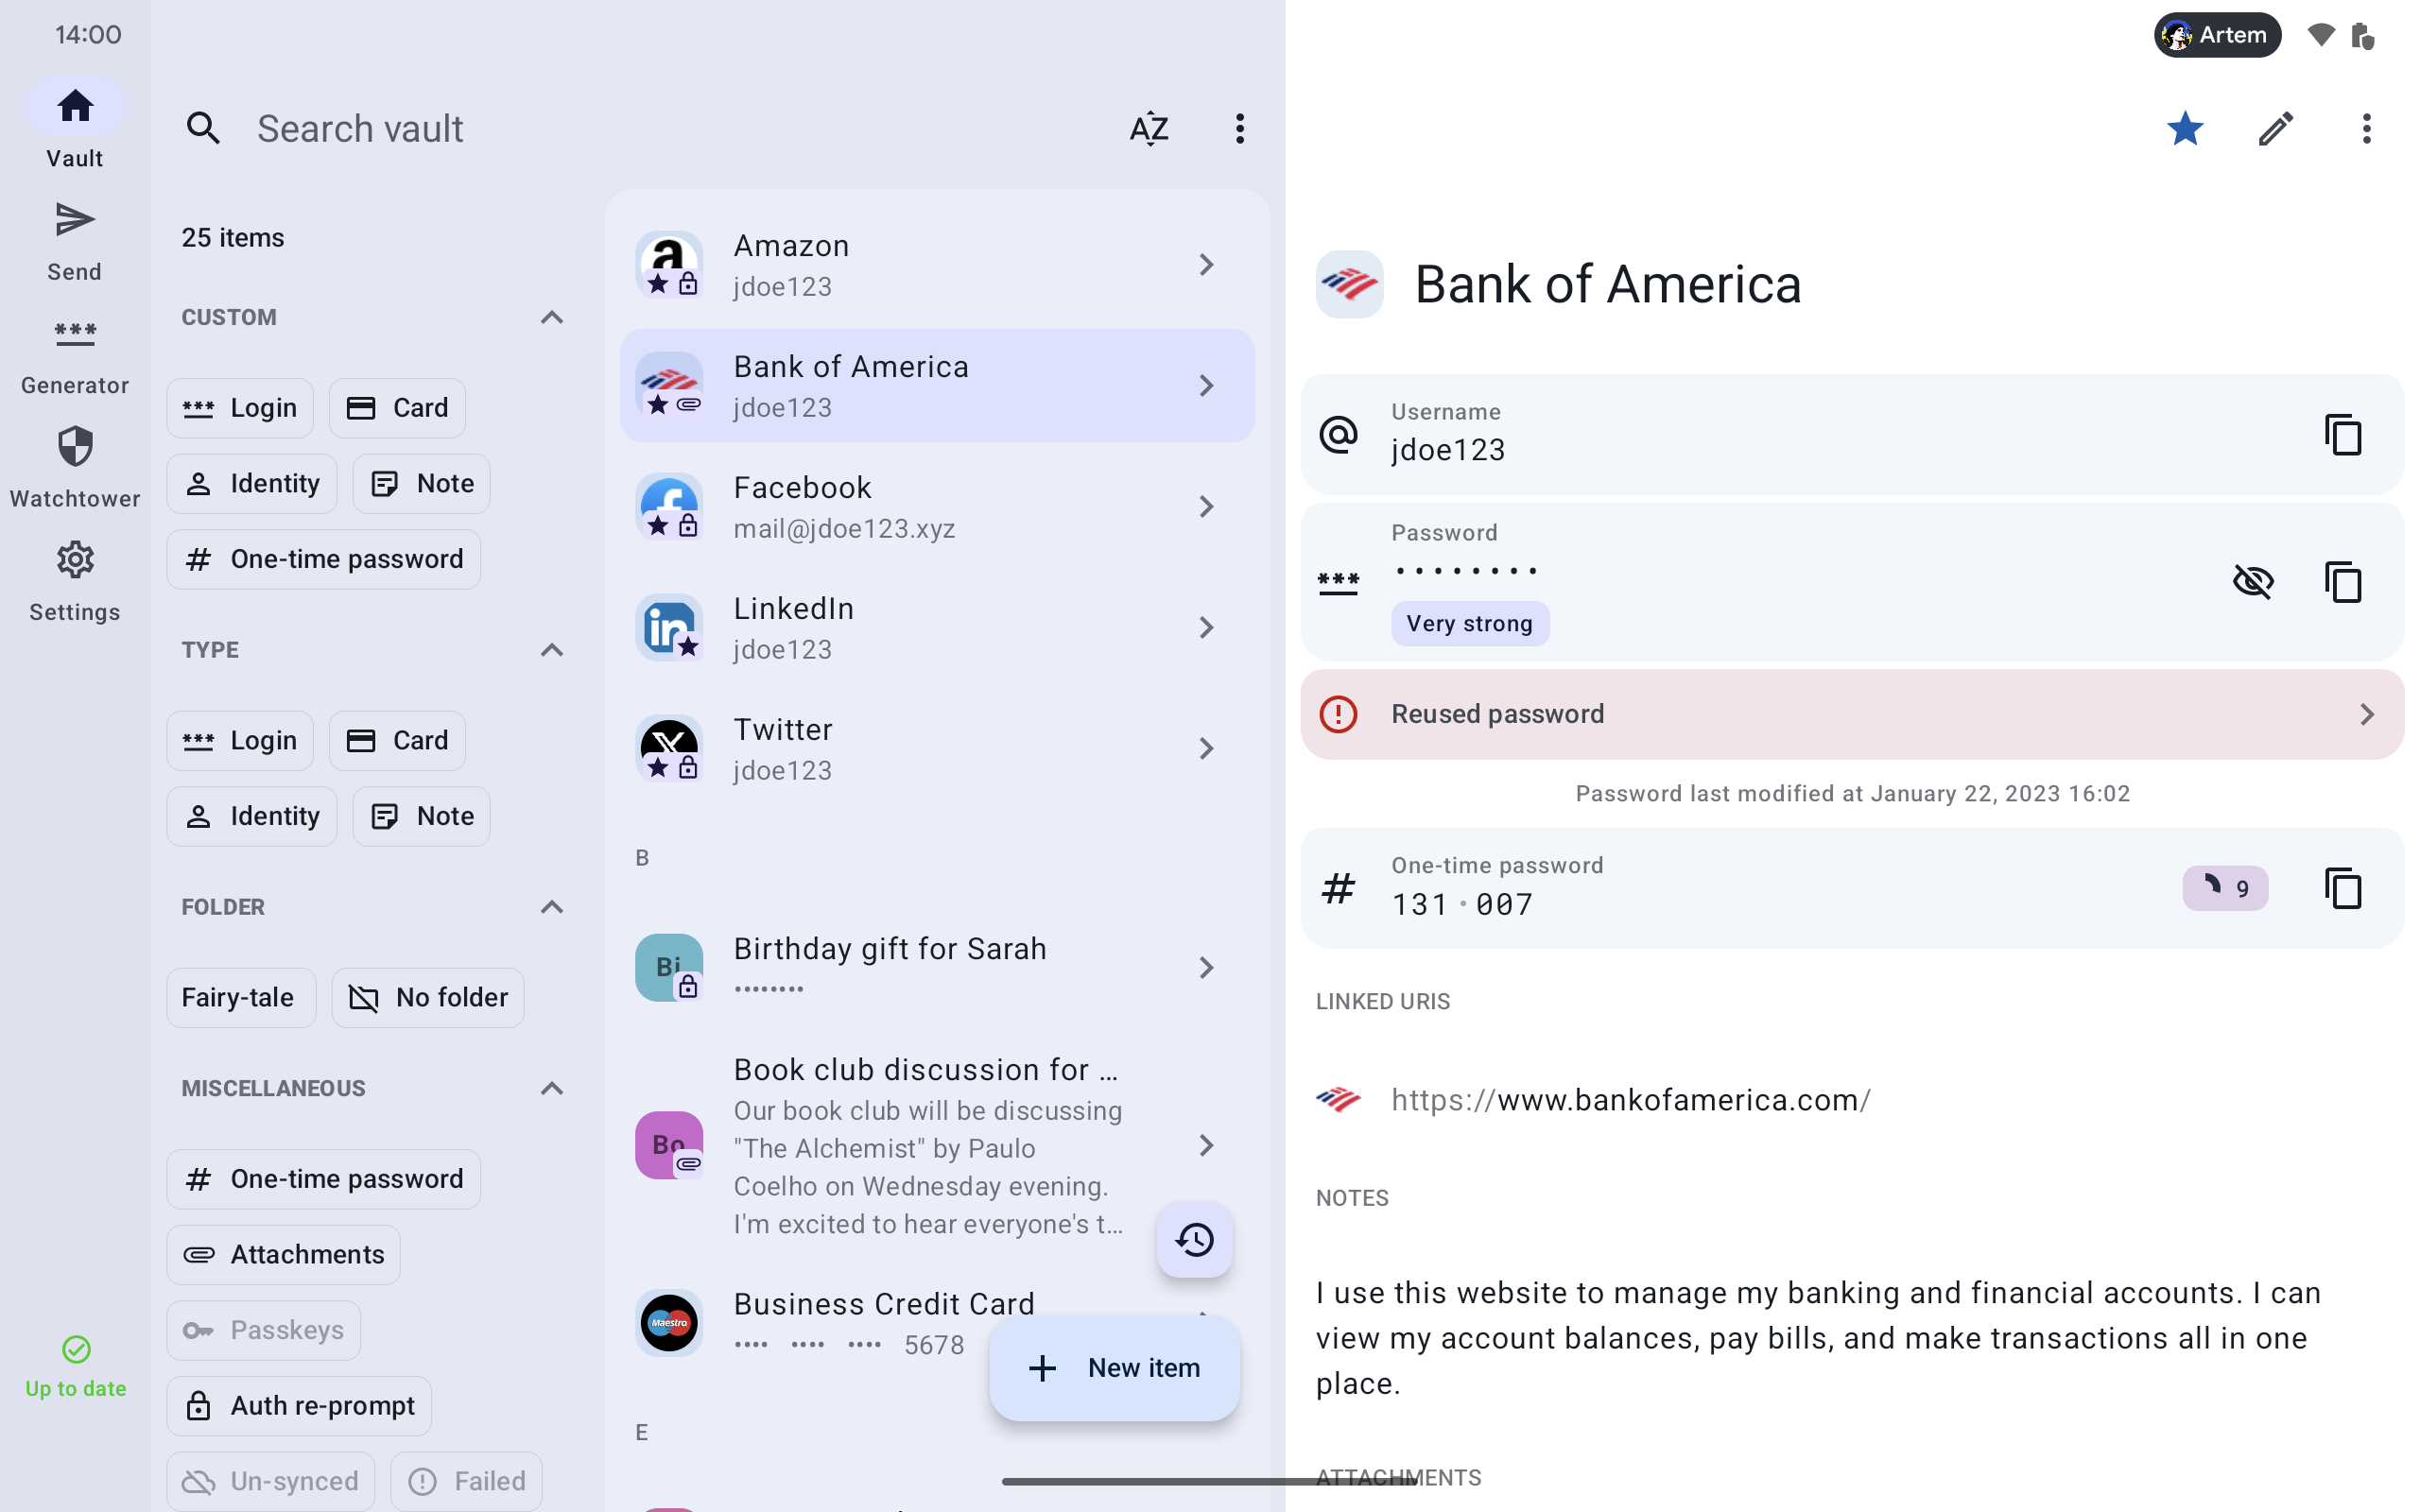 14:00
Vault
Send
***
Generator
Watchtower
Settings
Up to date
Search vault
AZ
25 items
CUSTOM
*** Login
Card
Identity
Note
# One-time password
TYPE
*** Login
Card
Identity
Note
FOLDER
Fairy-tale
No folder
MISCELLANEOUS
# One-time password
Attachments
Passkeys
Auth re-prompt
Un-synced
Failed
a
Amazon
jdoe123
Bank of America
jdoe123
f
Facebook
mail@jdoe123.xyz
in
LinkedIn
jdoe123
X
Twitter
jdoe123
B
Bi
Birthday gift for Sarah
••••••••
Bo
Book club discussion for …
Our book club will be discussing
"The Alchemist" by Paulo
Coelho on Wednesday evening.
I'm excited to hear everyone's t…
Maestro
Business Credit Card
•••• •••• •••• 5678
+ New item
E
Artem
Bank of America
@
Username
jdoe123
***
Password
••••••••
Very strong
Reused password
Password last modified at January 22, 2023 16:02
#
One-time password
131·007
9
LINKED URIS
https://www.bankofamerica.com/
NOTES
I use this website to manage my banking and financial accounts. I can
view my account balances, pay bills, and make transactions all in one
place.
ATTACHMENTS